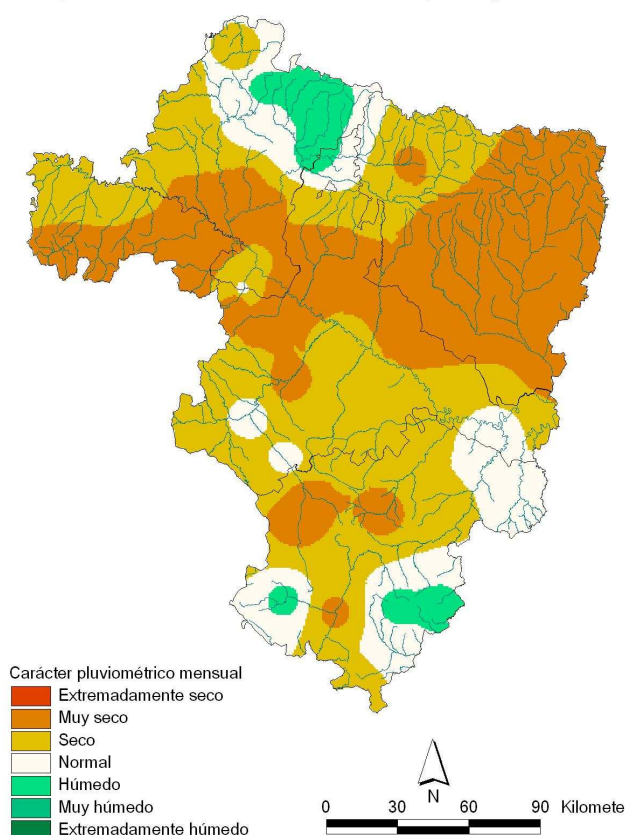 Carácter pluviométrico mensual
Extremadamente seco
Muy seco
Seco
Normal
Húmedo
Muy húmedo
Extremadamente húmedo
N
0 30 60 90 Kilomete